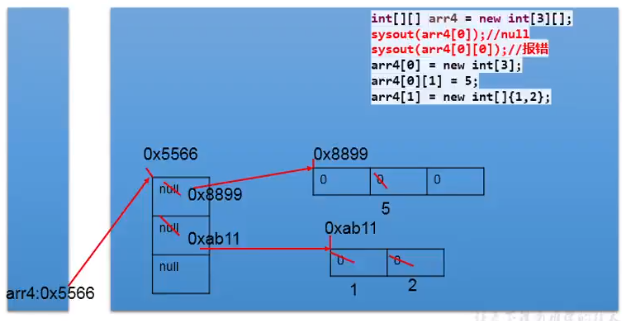 int[][] arr4 = new int[3][];
sysout(arr4[0]);//null
sysout(arr4[0][0]);//报错
arr4[0] = new int[3];
arr4[0][1] = 5;
arr4[1] = new int[]{1,2};
0x5566
0x8899
null
0x8899
0 0 0
5
null
0xab11
0xab11
null
0 0
1 2
arr4:0x5566